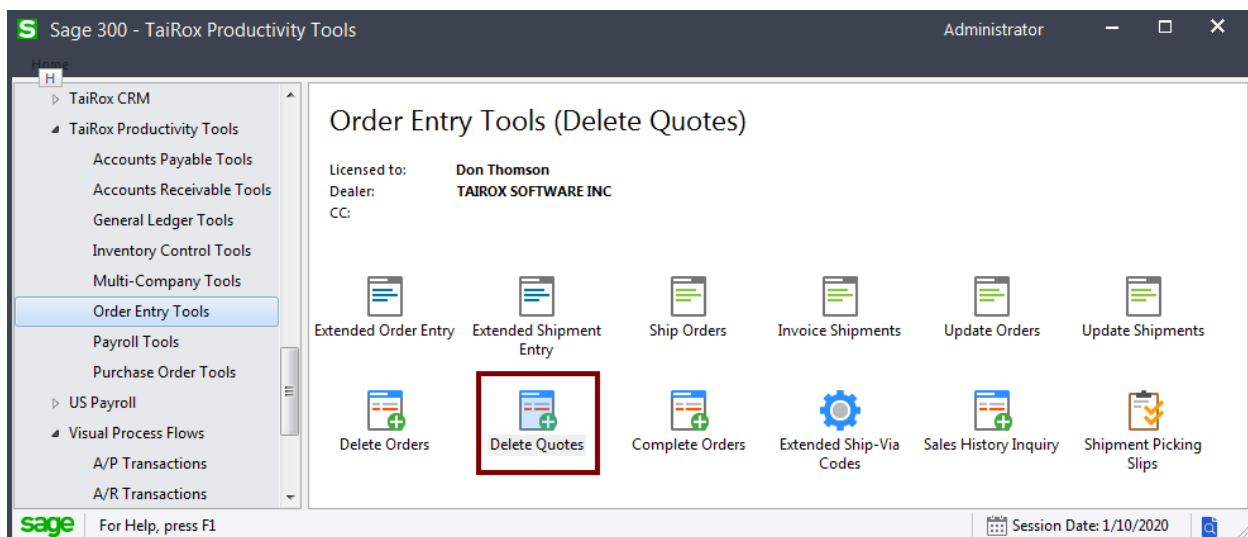 S Sage 300 - TaiRox Productivity Tools
Administrator
Home
H
TaiRox CRM
TaiRox Productivity Tools
Accounts Payable Tools
Accounts Receivable Tools
General Ledger Tools
Inventory Control Tools
Multi-Company Tools
Order Entry Tools
Payroll Tools
Purchase Order Tools
US Payroll
Visual Process Flows
A/P Transactions
A/R Transactions
Order Entry Tools (Delete Quotes)
Licensed to: Don Thomson
Dealer: TAIROX SOFTWARE INC
CC:
Extended Order Entry
Extended Shipment
Entry
Ship Orders
Invoice Shipments
Update Orders
Update Shipments
Delete Orders
Delete Quotes
Complete Orders
Extended Ship-Via
Codes
Sales History Inquiry
Shipment Picking
Slips
sage
For Help, press F1
Session Date: 1/10/2020